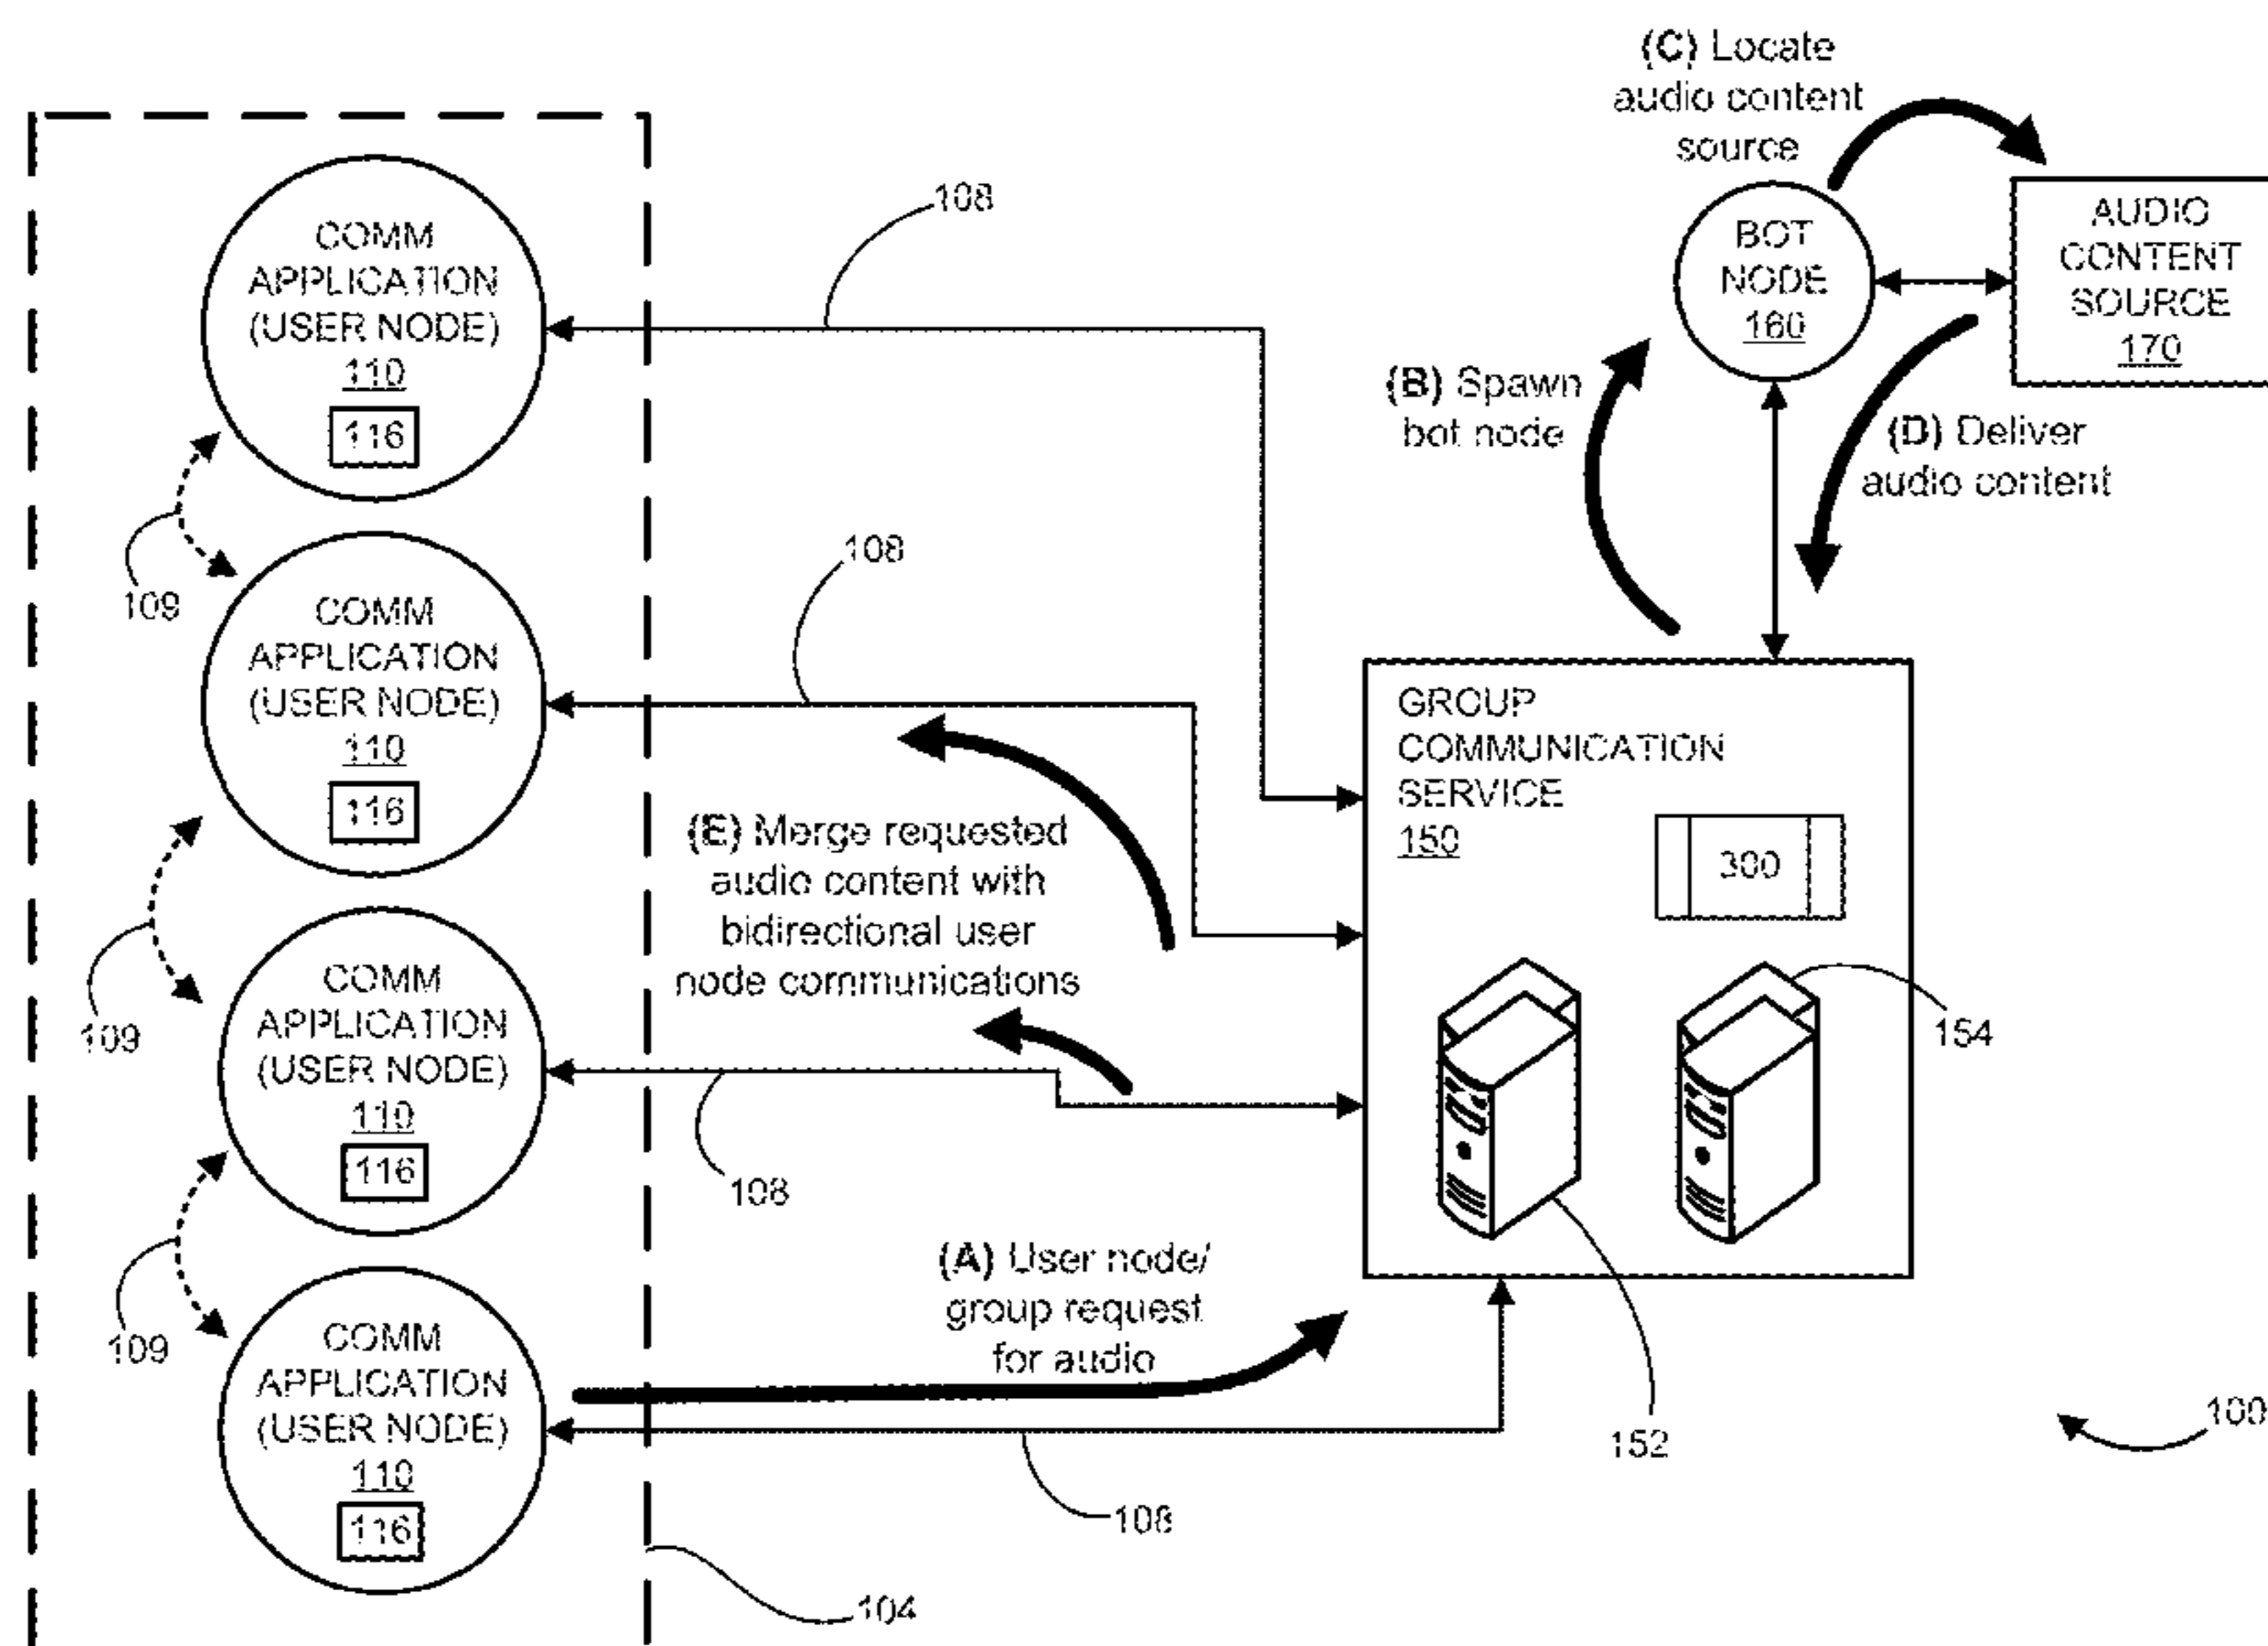 (C) Locate
audio content
source
108
COMM
APPLICATION
(USER NODE)
110
116
BOT
NODE
160
AUDIO
CONTENT
SOURCE
170
(B) Spawn
bot node
(D) Deliver
audio content
109
108
COMM
APPLICATION
(USER NODE)
110
116
GROUP
COMMUNICATION
SERVICE
150
300
(E) Merge requested
audio content with
bidirectional user
node communications
109
154
COMM
APPLICATION
(USER NODE)
110
116
108
(A) User node/
group request
for audio
109
COMM
APPLICATION
(USER NODE)
110
116
152
100
108
104